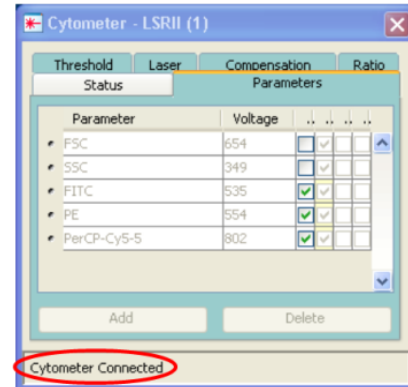 Cytometer - LSRII (1)
Threshold Laser Compensation Ratio
Status Parameters
Parameter Voltage .. .. .. ..
FSC 654
SSC 349
FITC 535
PE 554
PerCP-Cy5-5 802
Add Delete
Cytometer Connected